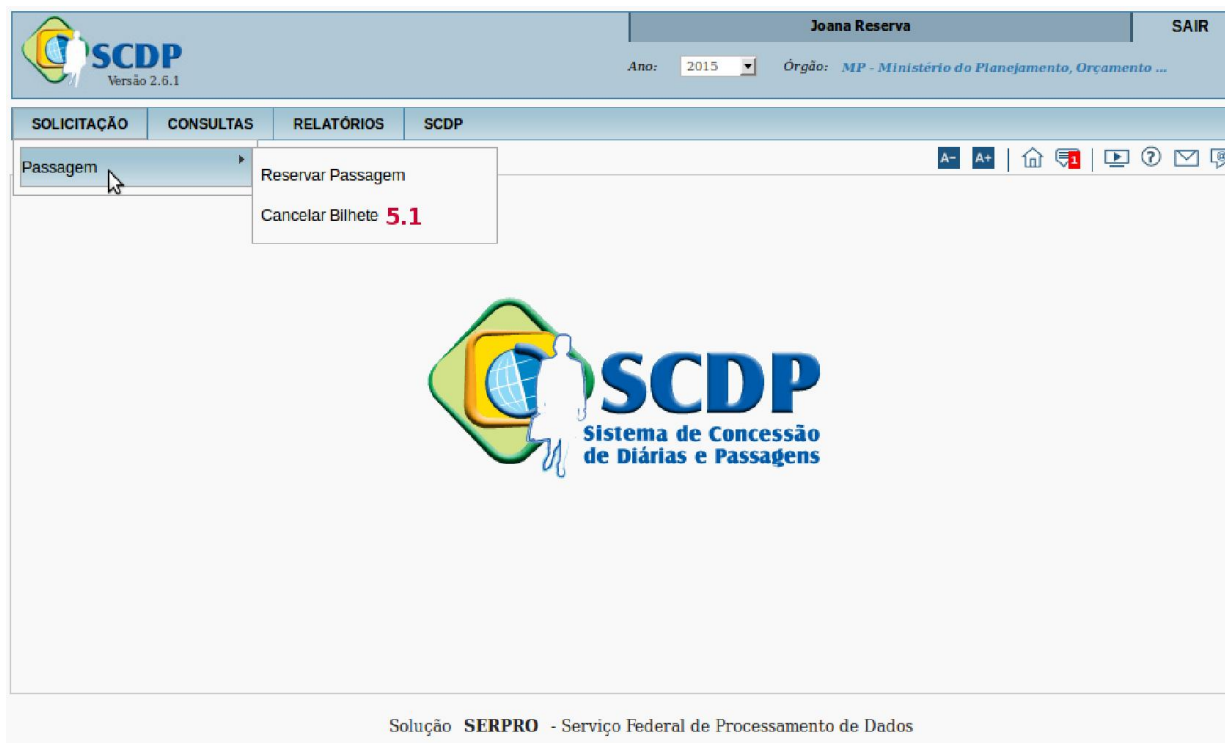 Joana Reserva
SAIR
SCDP
Versão 2.6.1
Ano: 2015 Órgão: MP - Ministério do Planejamento, Orçamento ...
SOLICITAÇÃO CONSULTAS RELATÓRIOS SCDP
A- A+ 1 ?
Passagem
Reservar Passagem
Cancelar Bilhete 5.1
SCDP
Sistema de Concessão
de Diárias e Passagens
Solução SERPRO - Serviço Federal de Processamento de Dados